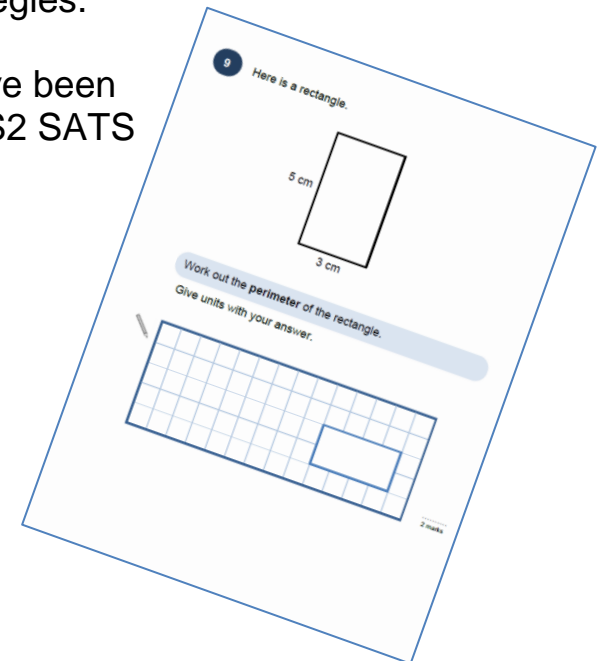 egies.
e been
S2 SATS
9
Here is a rectangle.
5 cm
3 cm
Work out the perimeter of the rectangle.
Give units with your answer.
2 marks